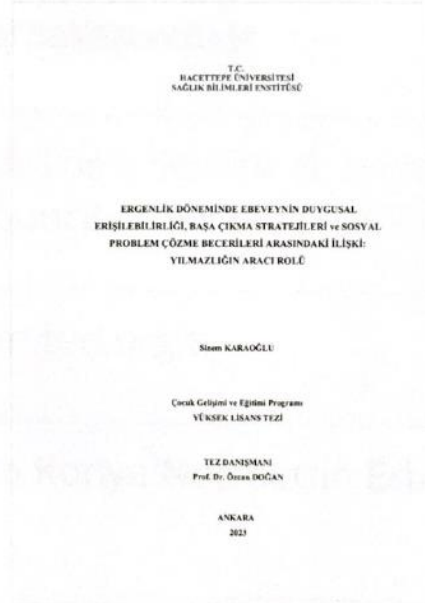 T.C.
HACETTEPE ÜNİVERSİTESİ
SAĞLIK BİLİMLERİ ENSTİTÜSÜ
ERGENLİK DÖNEMİNDE EBEVEYNİN DUYGUSAL
ERİŞİLEBİLİRLİĞİ, BAŞA ÇIKMA STRATEJİLERİ ve SOSYAL
PROBLEM ÇÖZME BECERİLERİ ARASINDAKİ İLİŞKİ:
YILMAZLIĞIN ARACI ROLÜ
Sinem KARAOĞLU
Çocuk Gelişimi ve Eğitimi Programı
YÜKSEK LİSANS TEZİ
TEZ DANIŞMANI
Prof. Dr. Özcan DOĞAN
ANKARA
2023